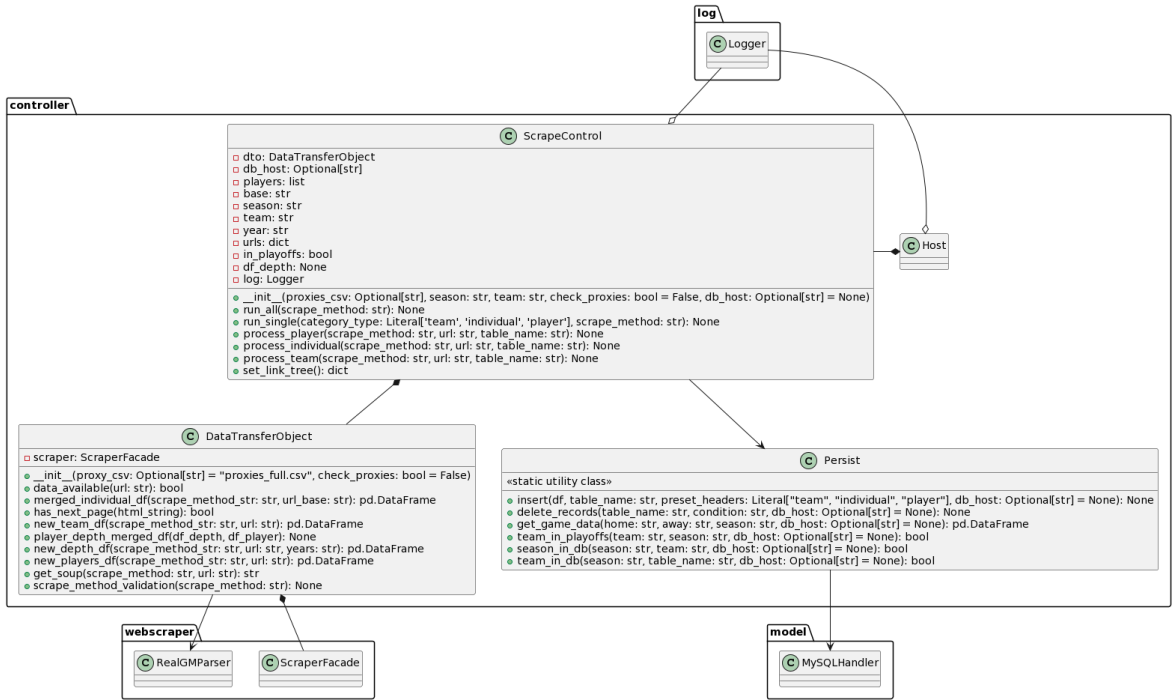 log
C Logger
controller
C ScrapeControl
dto: DataTransferObject
db_host: Optional[str]
players: list
base: str
season: str
team: str
year: str
urls: dict
in_playoffs: bool
df_depth: None
log: Logger
__init__(proxies_csv: Optional[str], season: str, team: str, check_proxies: bool = False, db_host: Optional[str] = None)
run_all(scrape_method: str): None
run_single(category_type: Literal['team', 'individual', 'player'], scrape_method: str): None
process_player(scrape_method: str, url: str, table_name: str): None
process_individual(scrape_method: str, url: str, table_name: str): None
process_team(scrape_method: str, url: str, table_name: str): None
set_link_tree(): dict
C Host
C DataTransferObject
scraper: ScraperFacade
__init__(proxy_csv: Optional[str] = "proxies_full.csv", check_proxies: bool = False)
data_available(url: str): bool
merged_individual_df(scrape_method_str: str, url_base: str): pd.DataFrame
has_next_page(html_string): bool
new_team_df(scrape_method_str: str, url: str): pd.DataFrame
player_depth_merged_df(df_depth, df_player): None
new_depth_df(scrape_method_str: str, url: str, years: str): pd.DataFrame
new_players_df(scrape_method_str: str, url: str): pd.DataFrame
get_soup(scrape_method: str, url: str): str
scrape_method_validation(scrape_method: str): None
C Persist
«static utility class»
insert(df, table_name: str, preset_headers: Literal["team", "individual", "player"], db_host: Optional[str] = None): None
delete_records(table_name: str, condition: str, db_host: Optional[str] = None): None
get_game_data(home: str, away: str, season: str, db_host: Optional[str] = None): pd.DataFrame
team_in_playoffs(team: str, season: str, db_host: Optional[str] = None): bool
season_in_db(season: str, team: str, db_host: Optional[str] = None): bool
team_in_db(season: str, table_name: str, db_host: Optional[str] = None): bool
webscraper
C RealGMParser
C ScraperFacade
model
C MySQLHandler